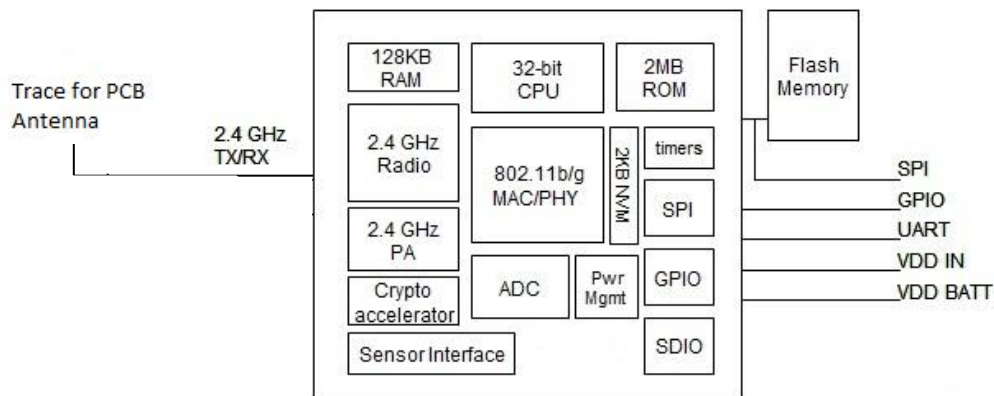 Trace for PCB
Antenna
2.4 GHz
TX/RX
128KB
RAM
32-bit
CPU
2MB
ROM
Flash
Memory
2.4 GHz
Radio
802.11b/g
MAC/PHY
2KB NVM
timers
SPI
2.4 GHz
PA
Crypto
accelerator
ADC
Pwr
Mgmt
GPIO
SDIO
Sensor Interface
SPI
GPIO
UART
VDD IN
VDD BATT